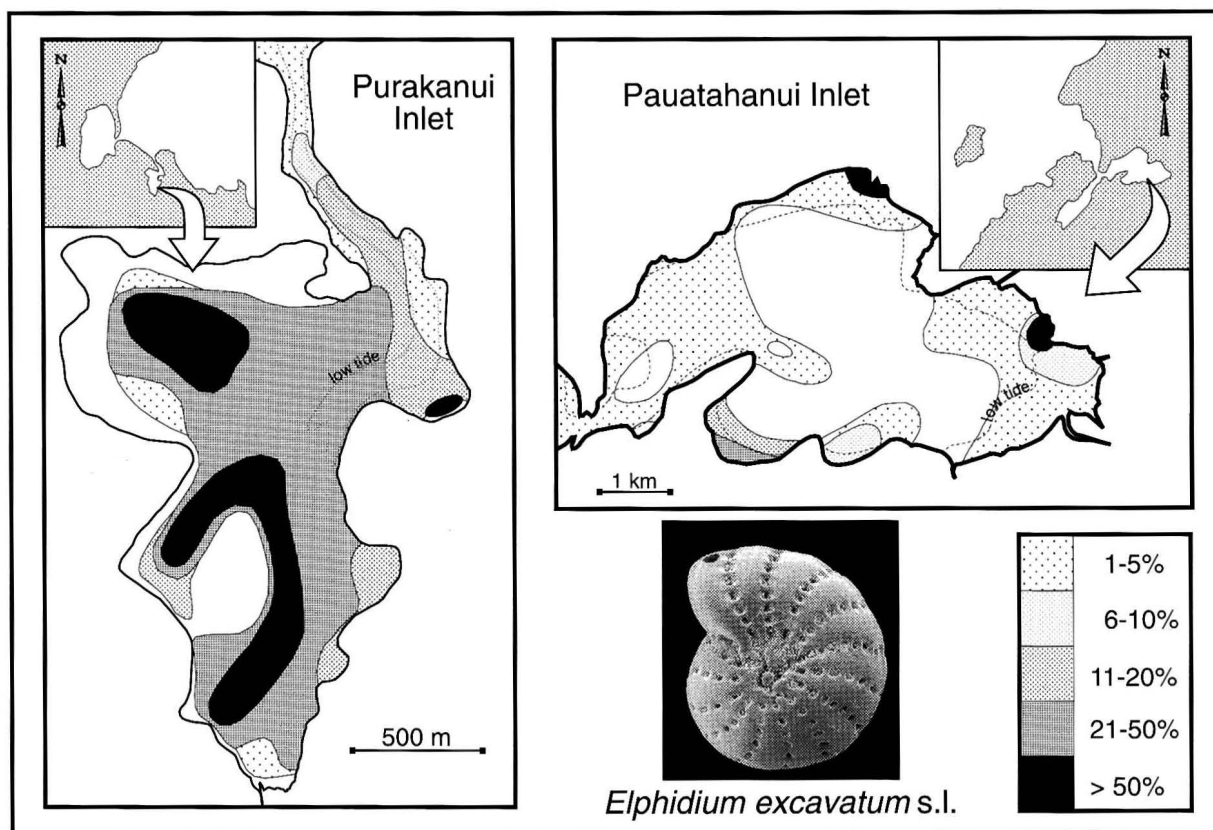 N
Purakanui
Inlet
low tide
500 m
Pauatahanui Inlet
N
low tide
1 km
Elphidium excavatum s.l.
1-5%
6-10%
11-20%
21-50%
> 50%